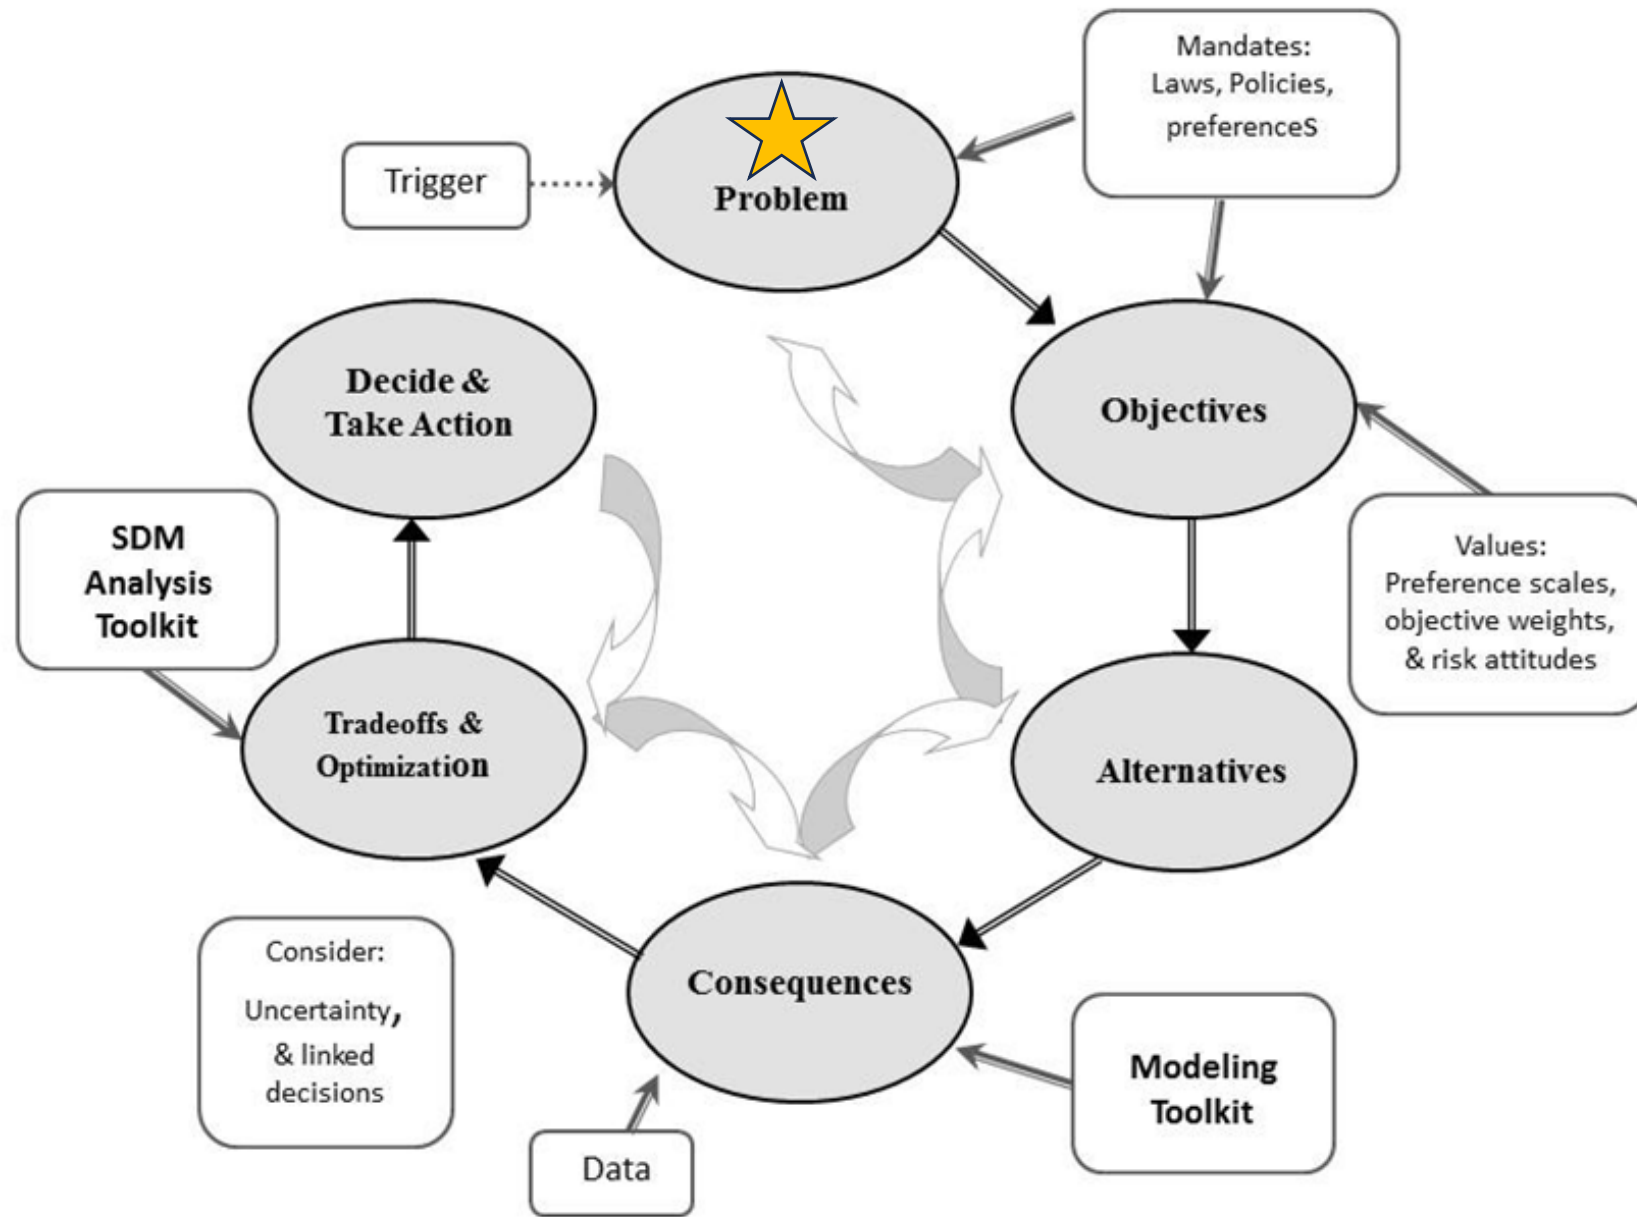 Mandates:
Laws, Policies,
preferences
Trigger
Problem
Decide &
Take Action
Objectives
SDM
Analysis
Toolkit
Values:
Preference scales,
objective weights,
& risk attitudes
Tradeoffs &
Optimization
Alternatives
Consider:
Uncertainty,
& linked
decisions
Consequences
Modeling
Toolkit
Data